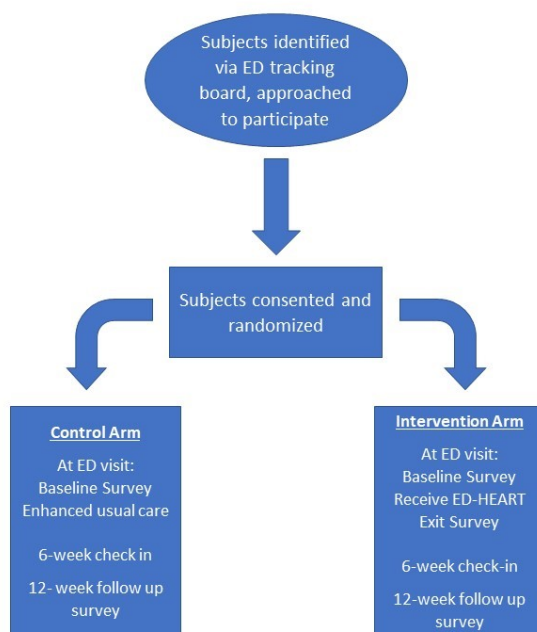 Subjects identified
via ED tracking
board, approached
to participate
Subjects consented and
randomized
Control Arm
At ED visit:
Baseline Survey
Enhanced usual care
6-week check in
12- week follow up
survey
Intervention Arm
At ED visit:
Baseline Survey
Receive ED-HEART
Exit Survey
6-week check-in
12-week follow up
survey